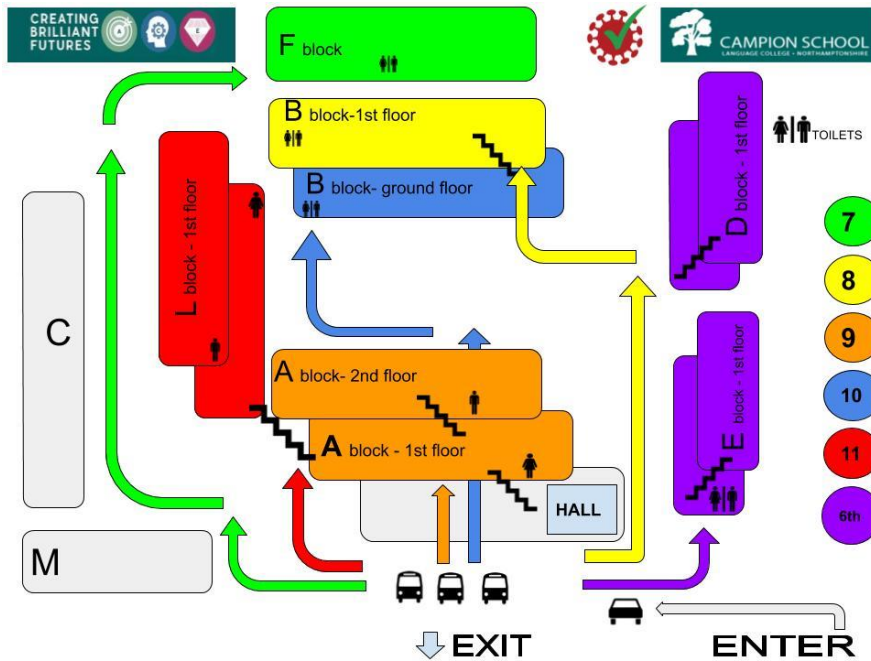 CREATING
BRILLIANT
FUTURES
A
C
E
F block
CAMPION SCHOOL
LANGUAGE COLLEGE • NORTHAMPTONSHIRE
B block-1st floor
TOILETS
B block- ground floor
D block - 1st floor
L block - 1st floor
C
7
8
9
10
11
6th
A block- 2nd floor
A block - 1st floor
E block - 1st floor
HALL
M
EXIT
ENTER